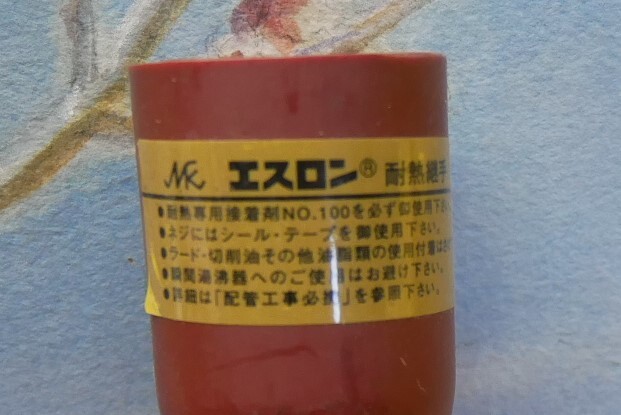 NK エスロン® 耐熱継手
●耐熱専用接着剤NO.100を必ず御使用下さ
●ネジにはシール・テープを御使用下さい。
●ラード・切削油その他油脂類の使用付着はさけ
●瞬間湯沸器へのご使用はお避け下さい。
●詳細は「配管工事必携」を参照下さい。